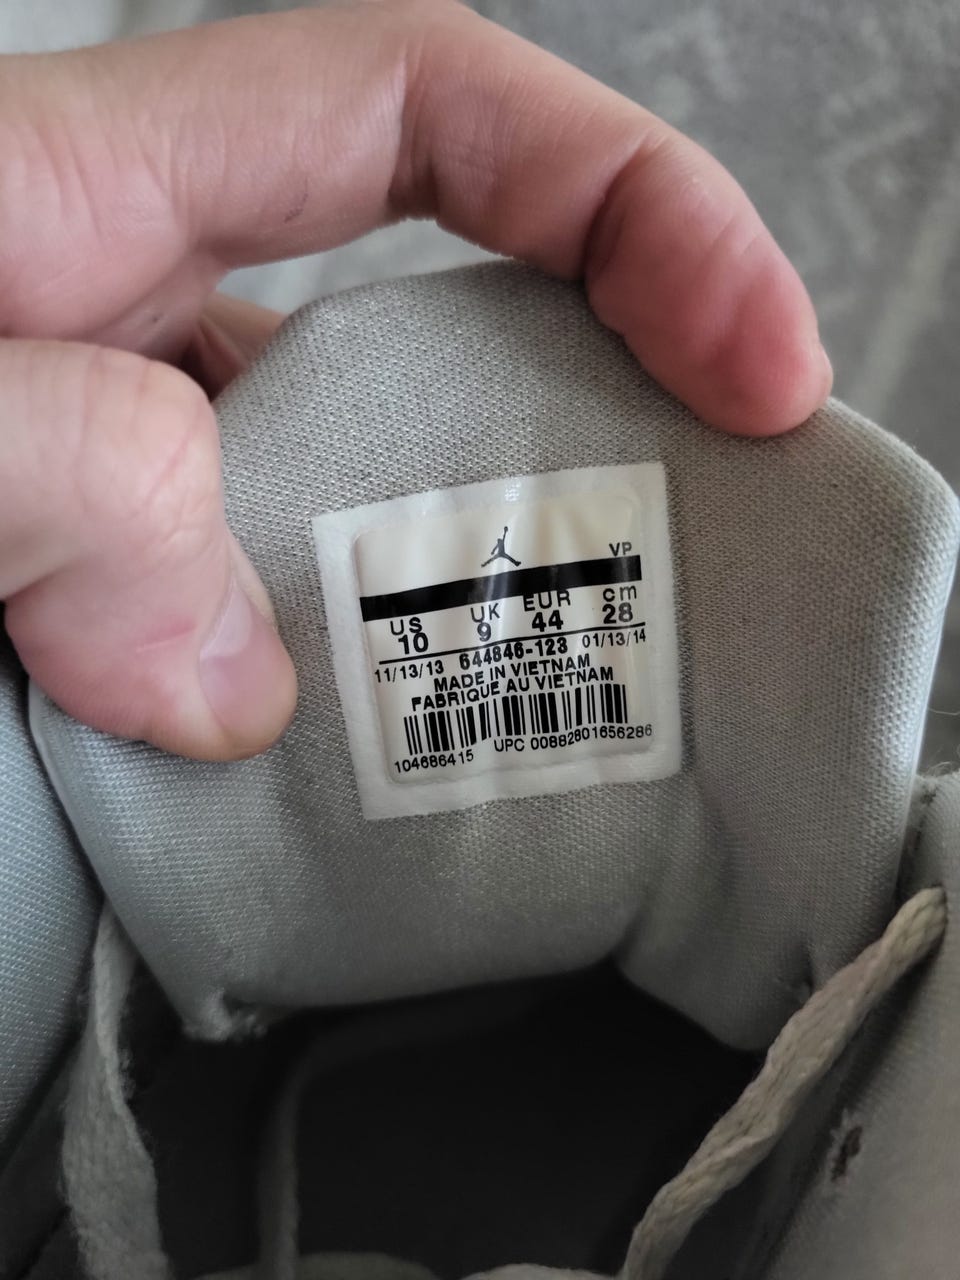 VP
US UK EUR cm
10 9 44 28
11/13/13 644846-123 01/13/14
MADE IN VIETNAM
FABRIQUE AU VIETNAM
104686415 UPC 00882801656286